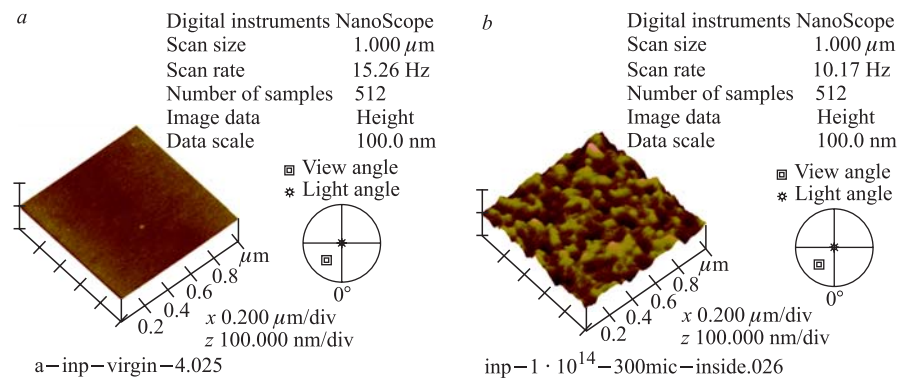 a
Digital instruments NanoScope
Scan size 1.000 μm
Scan rate 15.26 Hz
Number of samples 512
Image data Height
Data scale 100.0 nm
View angle
Light angle
0°
μm
0.8
0.6
0.4
0.2
x 0.200 μm/div
z 100.000 nm/div
a–inp–virgin–4.025
b
Digital instruments NanoScope
Scan size 1.000 μm
Scan rate 10.17 Hz
Number of samples 512
Image data Height
Data scale 100.0 nm
View angle
Light angle
0°
μm
0.8
0.6
0.4
0.2
x 0.200 μm/div
z 100.000 nm/div
inp–1 · 10¹⁴–300mic–inside.026